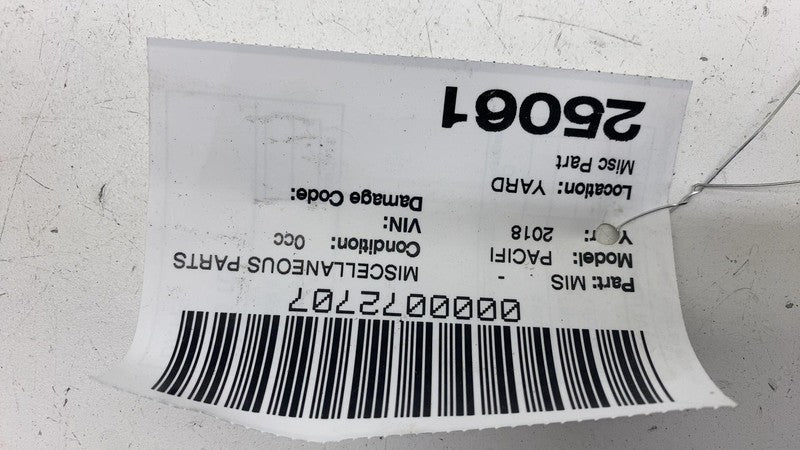 0000072707
Part: MIS - MISCELLANEOUS PARTS
Model: PACIFI Condition: 0cc
2018 VIN:
Damage Code:
Location: YARD
Misc Part
25061